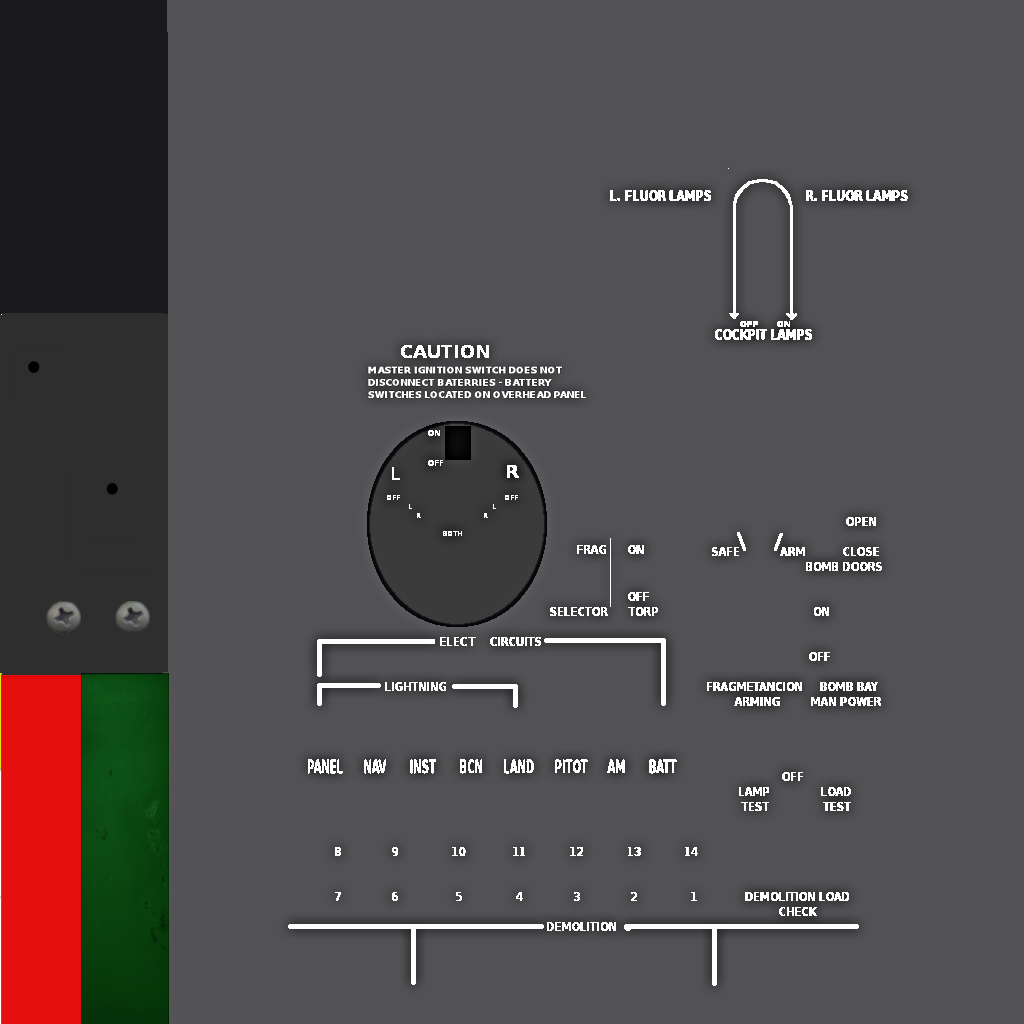 L. FLUOR LAMPS R. FLUOR LAMPS
OFF ON
COCKPIT LAMPS
CAUTION
MASTER IGNITION SWITCH DOES NOT
DISCONNECT BATERRIES - BATTERY
SWITCHES LOCATED ON OVERHEAD PANEL
ON
OFF
L R
OFF OFF
L L
R R
BOTH
OPEN
FRAG ON SAFE ARM CLOSE
BOMB DOORS
OFF
SELECTOR TORP ON
ELECT CIRCUITS
OFF
LIGHTNING FRAGMETANCION BOMB BAY
ARMING MAN POWER
PANEL NAV INST BCN LAND PITOT AM BATT
OFF
LAMP LOAD
TEST TEST
8 9 10 11 12 13 14
7 6 5 4 3 2 1 DEMOLITION LOAD
CHECK
DEMOLITION